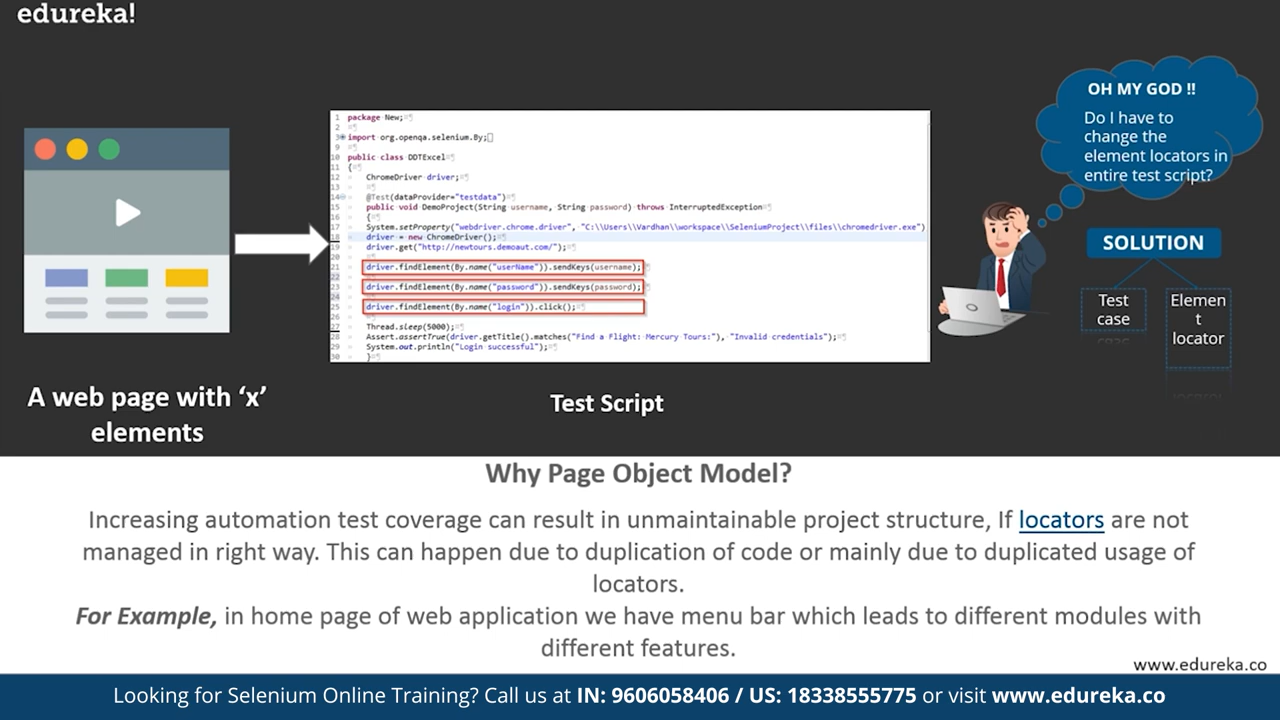 edureka!
OH MY GOD !!
Do I have to
change the
element locators in
entire test script?
SOLUTION
Test
case
Elemen
t
locator
1 package New;
2
3 import org.openqa.selenium.By;
9
10 public class DDTExcel
11 {
12 ChromeDriver driver;
13
14 @Test(dataProvider="testdata")
15 public void DemoProject(String username, String password) throws InterruptedException
16 {
17 System.setProperty("webdriver.chrome.driver", "C:\\Users\\Vardhan\\workspace\\SeleniumProject\\files\\chromedriver.exe")
18 driver = new ChromeDriver();
19 driver.get("http://newtours.demoaut.com/");
20
21 driver.findElement(By.name("userName")).sendKeys(username);
22
23 driver.findElement(By.name("password")).sendKeys(password);
24
25 driver.findElement(By.name("login")).click();
26
27 Thread.sleep(5000);
28 Assert.assertTrue(driver.getTitle().matches("Find a Flight: Mercury Tours:"), "Invalid credentials");
29 System.out.println("Login successful");
30 }
A web page with ‘x’
elements
Test Script
Why Page Object Model?
Increasing automation test coverage can result in unmaintainable project structure, If locators are not
managed in right way. This can happen due to duplication of code or mainly due to duplicated usage of
locators.
For Example, in home page of web application we have menu bar which leads to different modules with
different features.
www.edureka.co
Looking for Selenium Online Training? Call us at IN: 9606058406 / US: 18338555775 or visit www.edureka.co